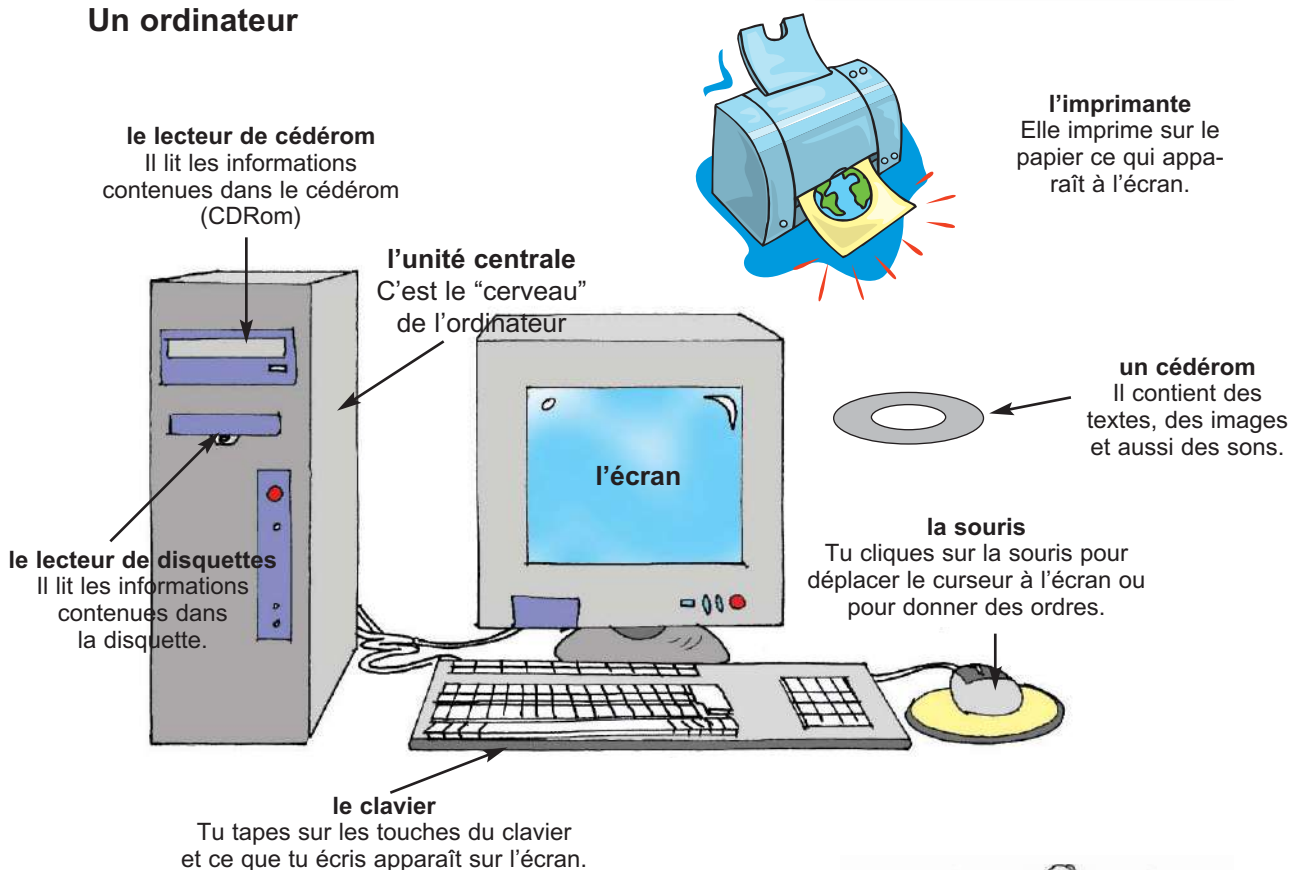 Un ordinateur
l'imprimante
Elle imprime sur le
papier ce qui appa-
raît à l'écran.
le lecteur de cédérom
Il lit les informations
contenues dans le cédérom
(CDRom)
l'unité centrale
C'est le “cerveau”
de l'ordinateur
un cédérom
Il contient des
textes, des images
et aussi des sons.
l'écran
la souris
Tu cliques sur la souris pour
déplacer le curseur à l'écran ou
pour donner des ordres.
le lecteur de disquettes
Il lit les informations
contenues dans
la disquette.
le clavier
Tu tapes sur les touches du clavier
et ce que tu écris apparaît sur l'écran.